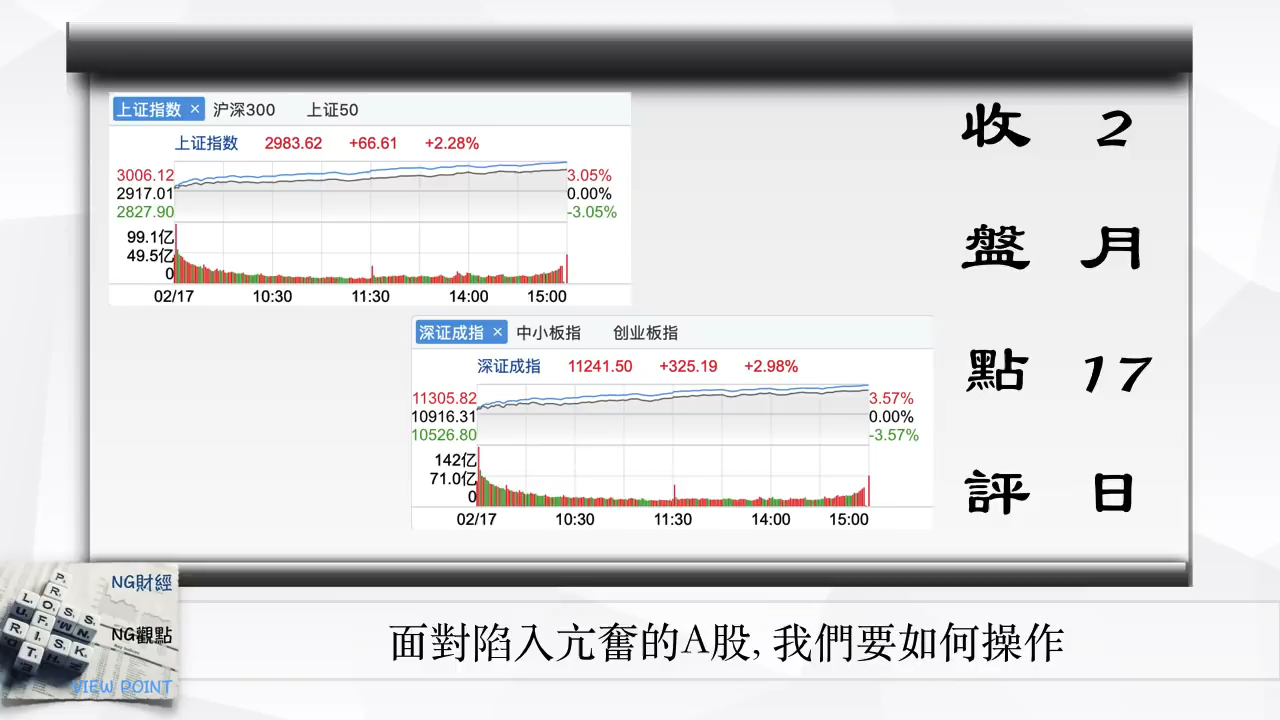 上证指数 × 沪深300 上证50
上证指数 2983.62 +66.61 +2.28%
3006.12 3.05%
2917.01 0.00%
2827.90 -3.05%
99.1亿
49.5亿
0
02/17 10:30 11:30 14:00 15:00
深证成指 × 中小板指 创业板指
深证成指 11241.50 +325.19 +2.98%
11305.82 3.57%
10916.31 0.00%
10526.80 -3.57%
142亿
71.0亿
0
02/17 10:30 11:30 14:00 15:00
2月17日
收盤點評
NG財經
NG觀點
VIEW POINT
面對陷入亢奮的A股,我們要如何操作